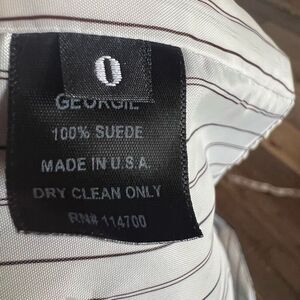 0
GEORGIE
100% SUEDE
MADE IN U.S.A.
DRY CLEAN ONLY
RN# 114700